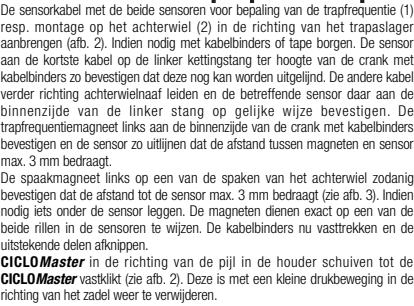 De sensorkabel met de beide sensoren voor bepaling van de trapfrequentie (1)
resp. montage op het achterwiel (2) in de richting van het trapaslager
aanbrengen (afb. 2). Indien nodig met kabelbinders of tape borgen. De sensor
aan de kortste kabel op de linker kettingstang ter hoogte van de crank met
kabelbinders zo bevestigen dat deze nog kan worden uitgelijnd. De andere kabel
verder richting achterwielnaaf leiden en de betreffende sensor daar aan de
binnenzijde van de linker stang op gelijke wijze bevestigen. De
trapfrequentiemagneet links aan de binnenzijde van de crank met kabelbinders
bevestigen en de sensor zo uitlijnen dat de afstand tussen magneten en sensor
max. 3 mm bedraagt.
De spaakmagneet links op een van de spaken van het achterwiel zodanig
bevestigen dat de afstand tot de sensor max. 3 mm bedraagt (zie afb. 3). Indien
nodig iets onder de sensor leggen. De magneten dienen exact op een van de
beide rillen in de sensoren te wijzen. De kabelbinders nu vasttrekken en de
uitstekende delen afknippen.
CICLOMaster in de richting van de pijl in de houder schuiven tot de
CICLOMaster vastklikt (zie afb. 2). Deze is met een kleine drukbeweging in de
richting van het zadel weer te verwijderen.